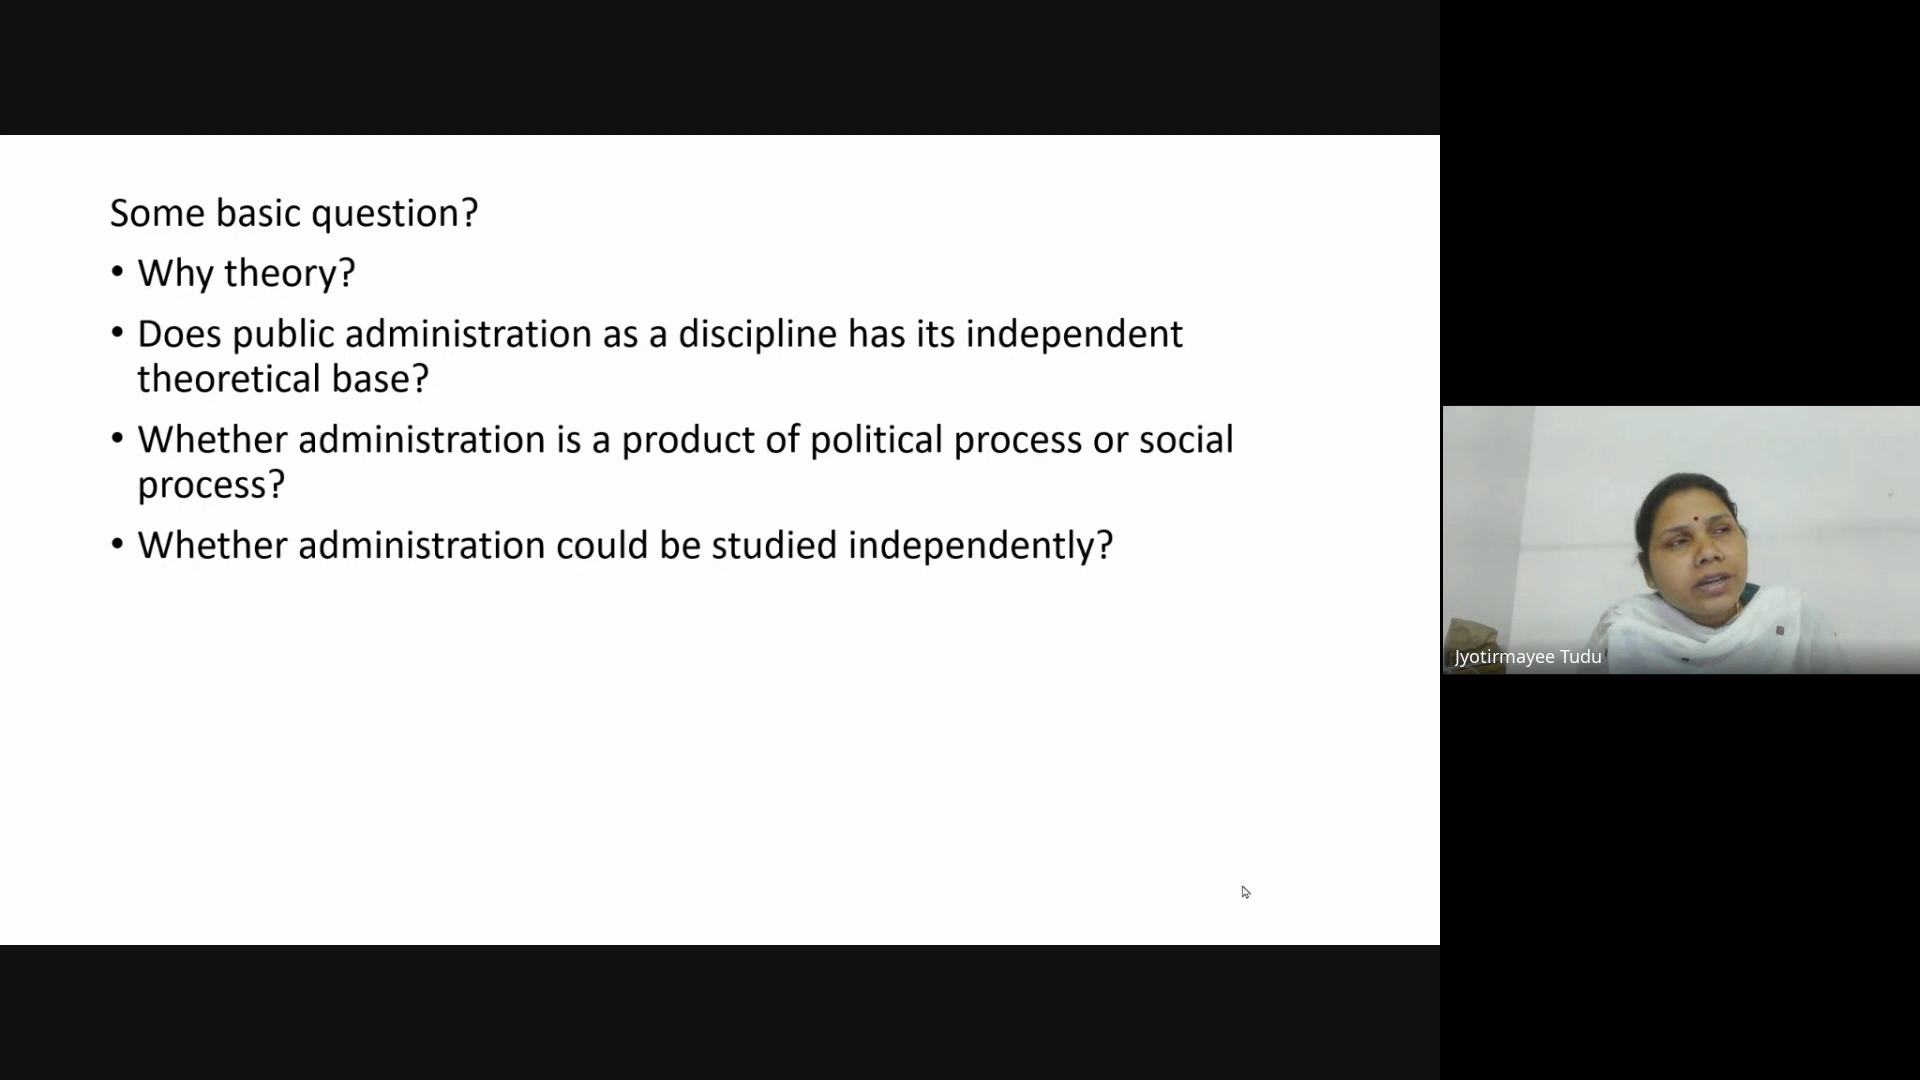 Some basic question?
• Why theory?
• Does public administration as a discipline has its independent
theoretical base?
• Whether administration is a product of political process or social
process?
• Whether administration could be studied independently?
Jyotirmayee Tudu